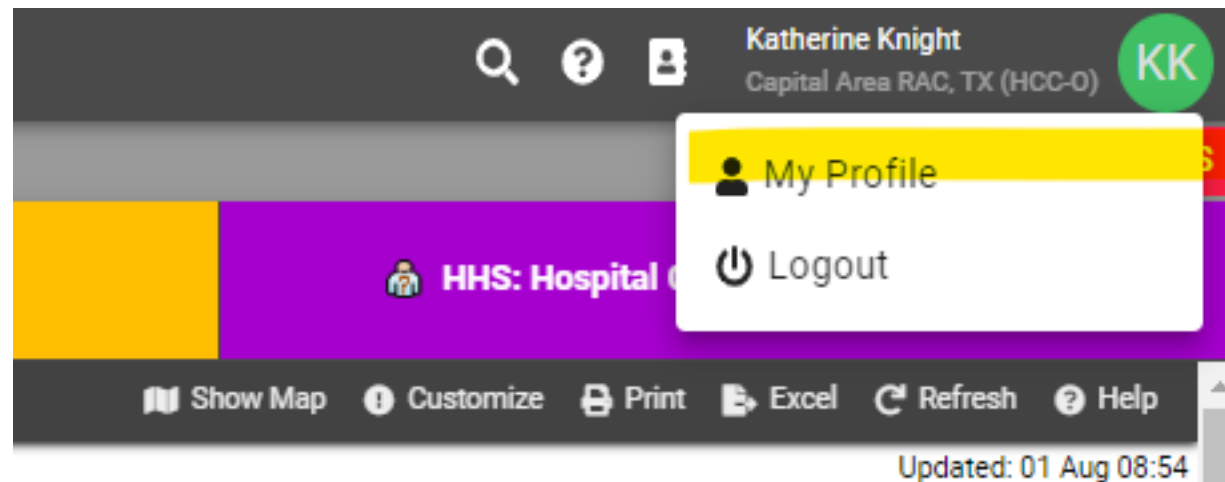 Katherine Knight
Capital Area RAC, TX (HCC-O)
KK
My Profile
S
HHS: Hospital
Logout
Show Map Customize Print Excel Refresh Help
Updated: 01 Aug 08:54